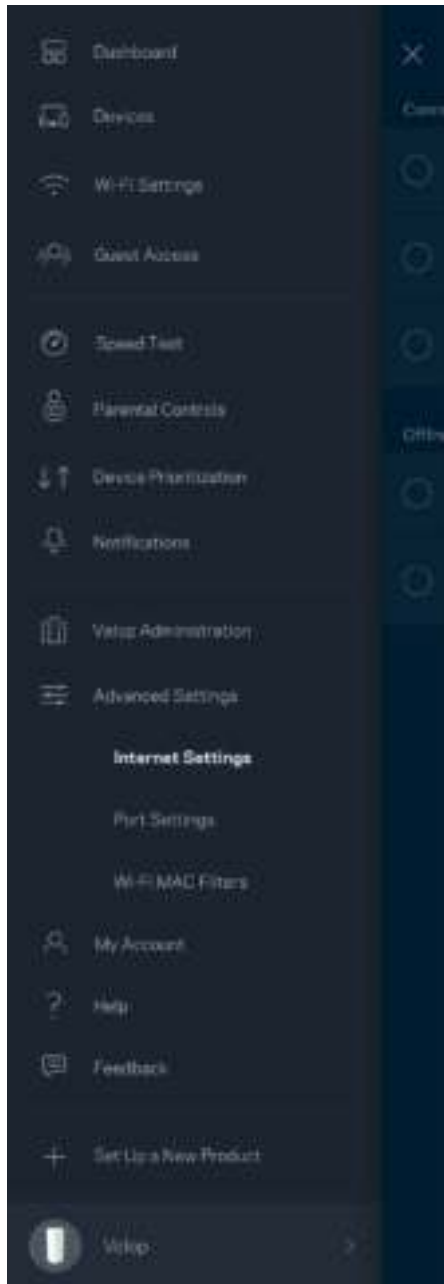 Dashboard
Devices
Wi-Fi Settings
Guest Access
Speed Test
Parental Controls
Device Prioritization
Notifications
Velop Administration
Advanced Settings
Internet Settings
Port Settings
Wi-Fi MAC Filters
My Account
Help
Feedback
Set Up a New Product
Velop